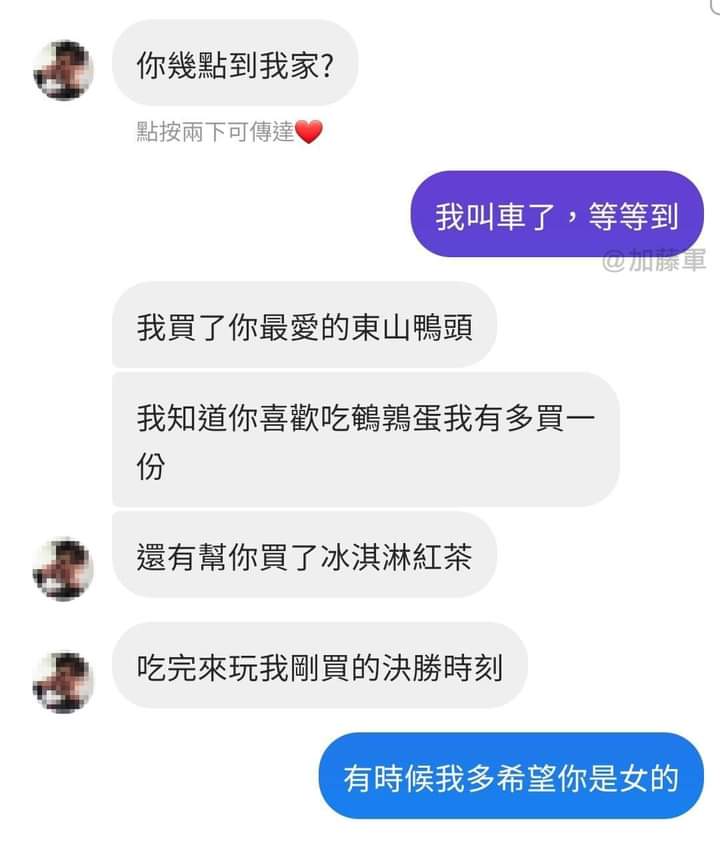 你幾點到我家?
點按兩下可傳達❤️
我叫車了，等等到
@加藤軍
我買了你最愛的東山鴨頭
我知道你喜歡吃鵪鶉蛋我有多買一
份
還有幫你買了冰淇淋紅茶
吃完來玩我剛買的決勝時刻
有時候我多希望你是女的